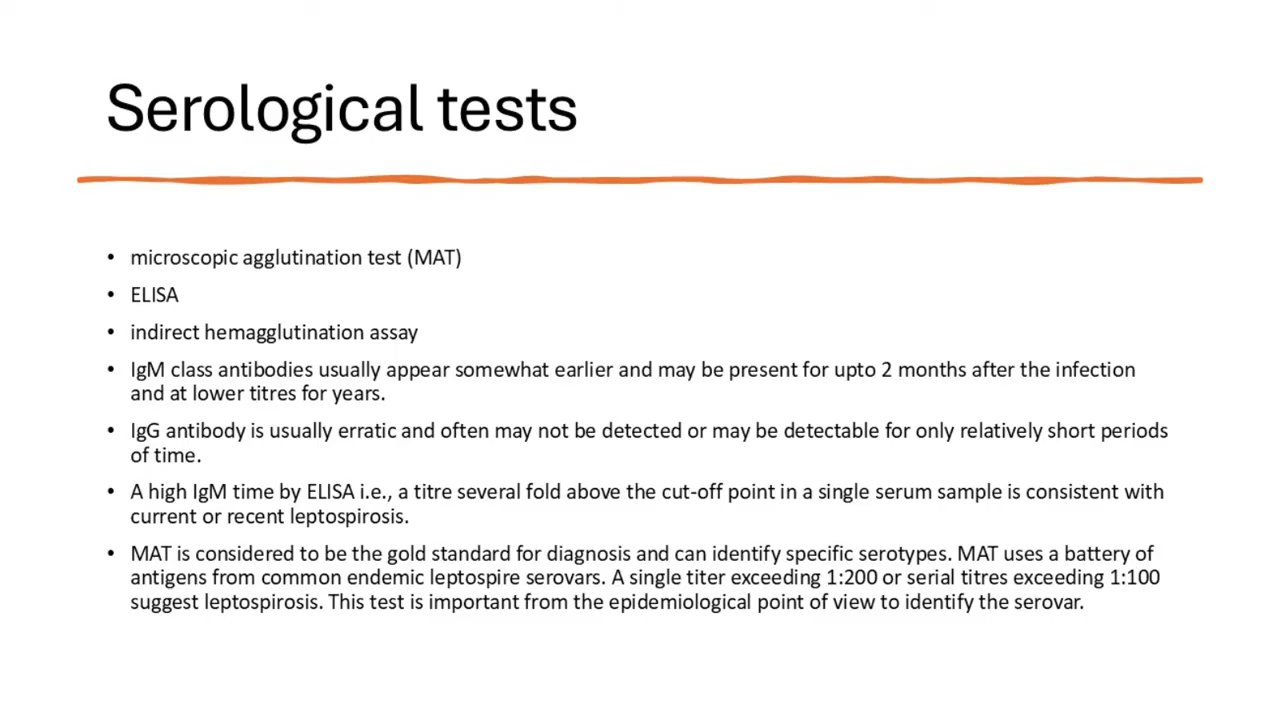 Serological tests
• microscopic agglutination test (MAT)
• ELISA
• indirect hemagglutination assay
• IgM class antibodies usually appear somewhat earlier and may be present for upto 2 months after the infection
and at lower titres for years.
• IgG antibody is usually erratic and often may not be detected or may be detectable for only relatively short periods
of time.
• A high IgM time by ELISA i.e., a titre several fold above the cut-off point in a single serum sample is consistent with
current or recent leptospirosis.
• MAT is considered to be the gold standard for diagnosis and can identify specific serotypes. MAT uses a battery of
antigens from common endemic leptospire serovars. A single titer exceeding 1:200 or serial titres exceeding 1:100
suggest leptospirosis. This test is important from the epidemiological point of view to identify the serovar.